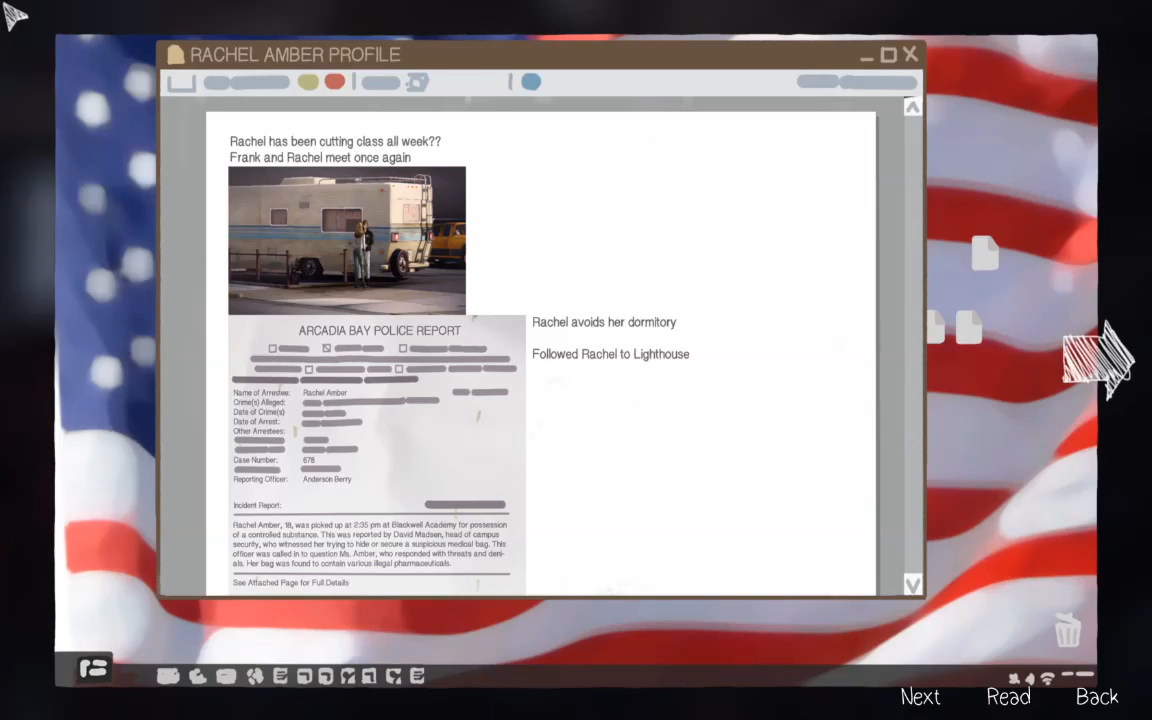 RACHEL AMBER PROFILE
Rachel has been cutting class all week??
Frank and Rachel meet once again
ARCADIA BAY POLICE REPORT
Name of Arrestee: Rachel Amber
Crime(s) Alleged:
Date of Crime(s)
Date of Arrest:
Other Arrestees:
Case Number: 678
Reporting Officer: Anderson Berry
Incident Report:
Rachel Amber, 18, was picked up at 2:35 pm at Blackwell Academy for possession
of a controlled substance. This was reported by David Madsen, head of campus
security, who witnessed her trying to hide or secure a suspicious medical bag. This
officer was called in to question Ms. Amber, who responded with threats and deni-
als. Her bag was found to contain various illegal pharmaceuticals.
See Attached Page for Full Details
Rachel avoids her dormitory
Followed Rachel to Lighthouse
Next Read Back